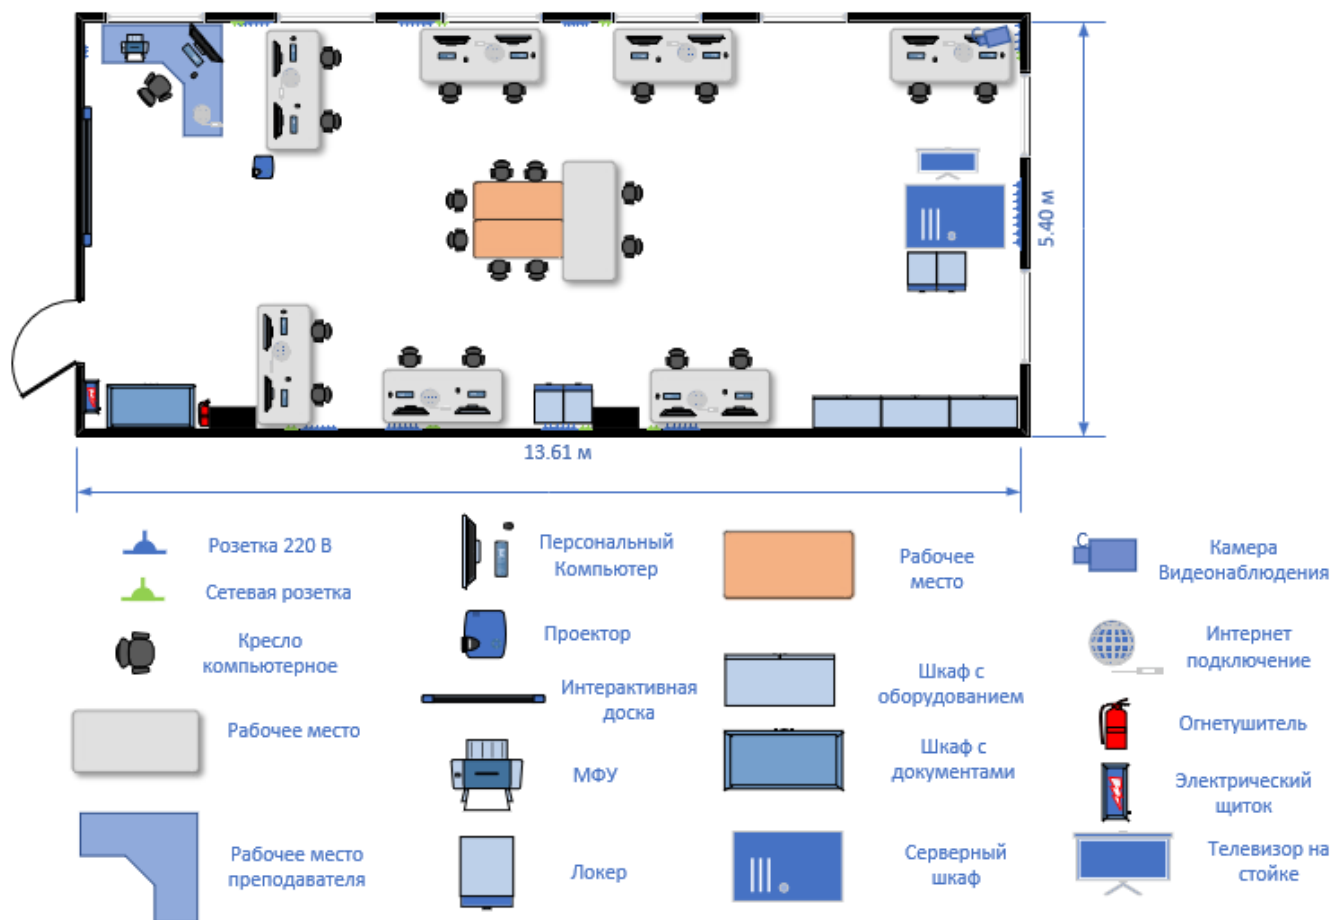 5.40 м
13.61 м
Розетка 220 В
Сетевая розетка
Кресло
компьютерное
Рабочее место
Рабочее место
преподавателя
Персональный
Компьютер
Проектор
Интерактивная
доска
МФУ
Локер
Рабочее
место
Шкаф с
оборудованием
Шкаф с
документами
Серверный
шкаф
С
Камера
Видеонаблюдения
Интернет
подключение
Огнетушитель
Электрический
щиток
Телевизор на
стойке